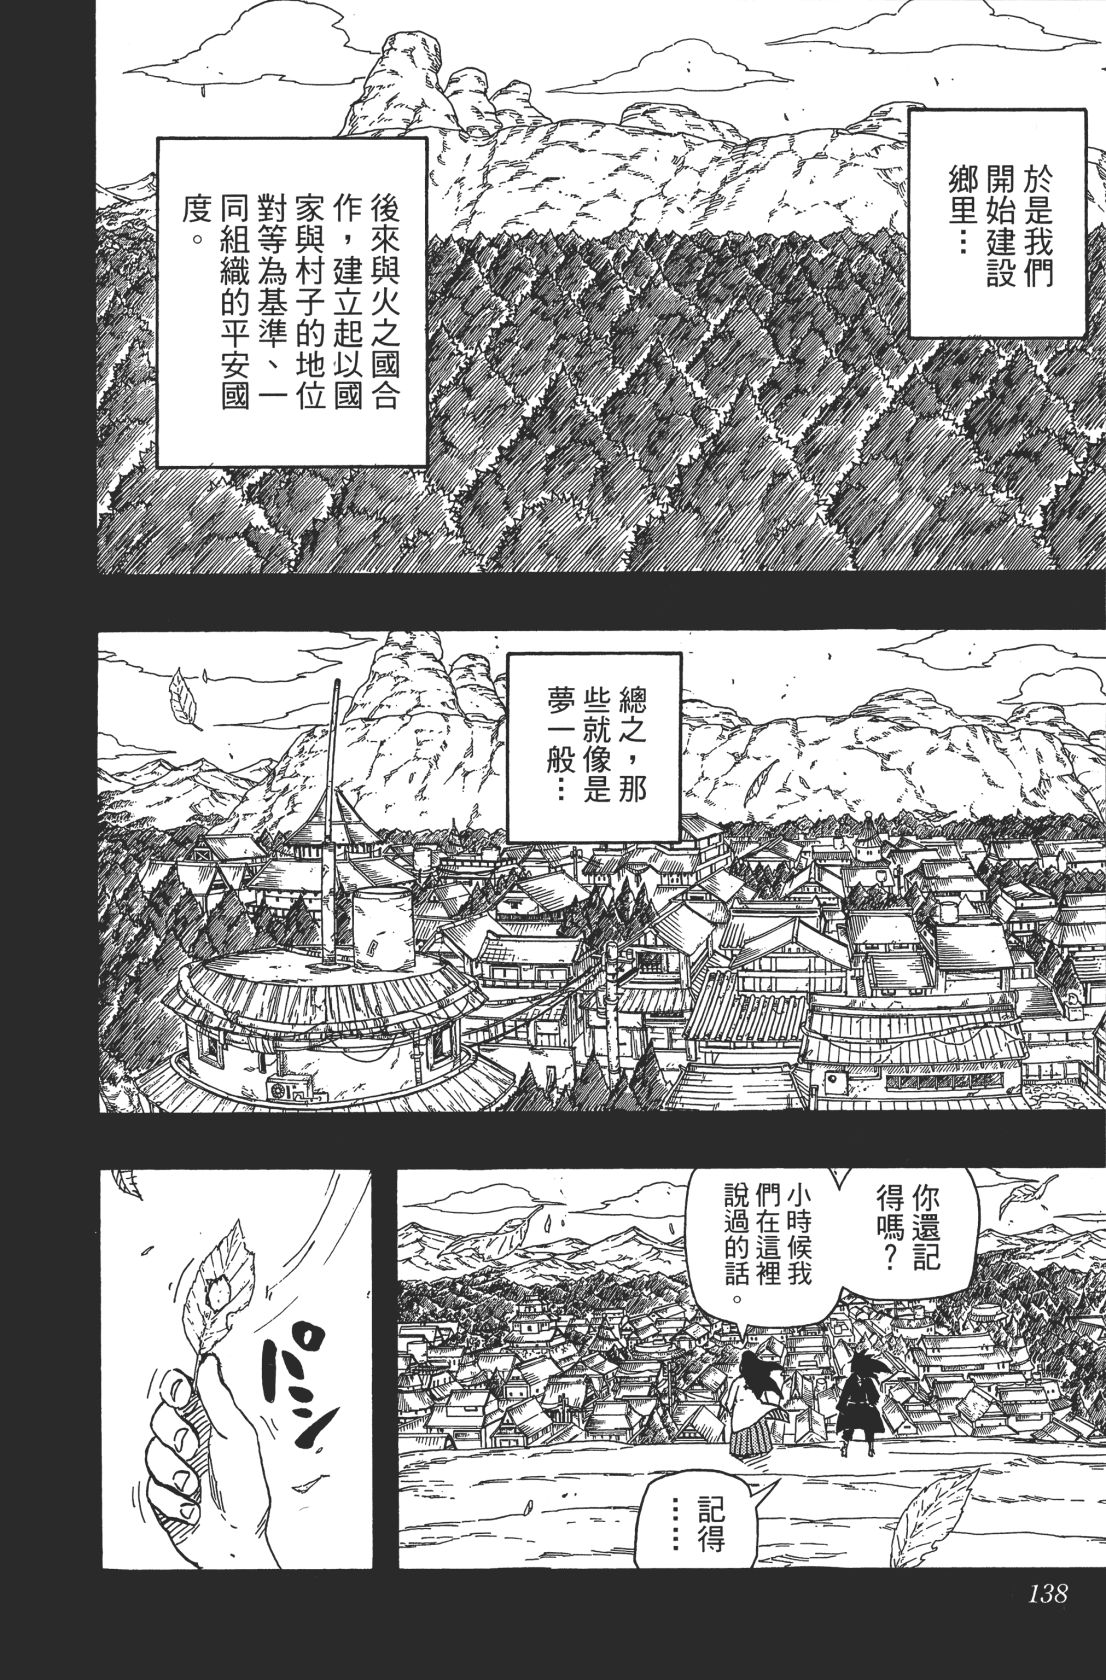 於是我們
開始建設
鄉里⋯
後來與火之國合
作，建立起以國
家與村子的地位
對等為基準、一
同組織的平安國
度。
總之，那
些就像是
夢一般⋯
你還記
得嗎？
小時候我
們在這裡
說過的話。
記得
⋯⋯
パシ
138